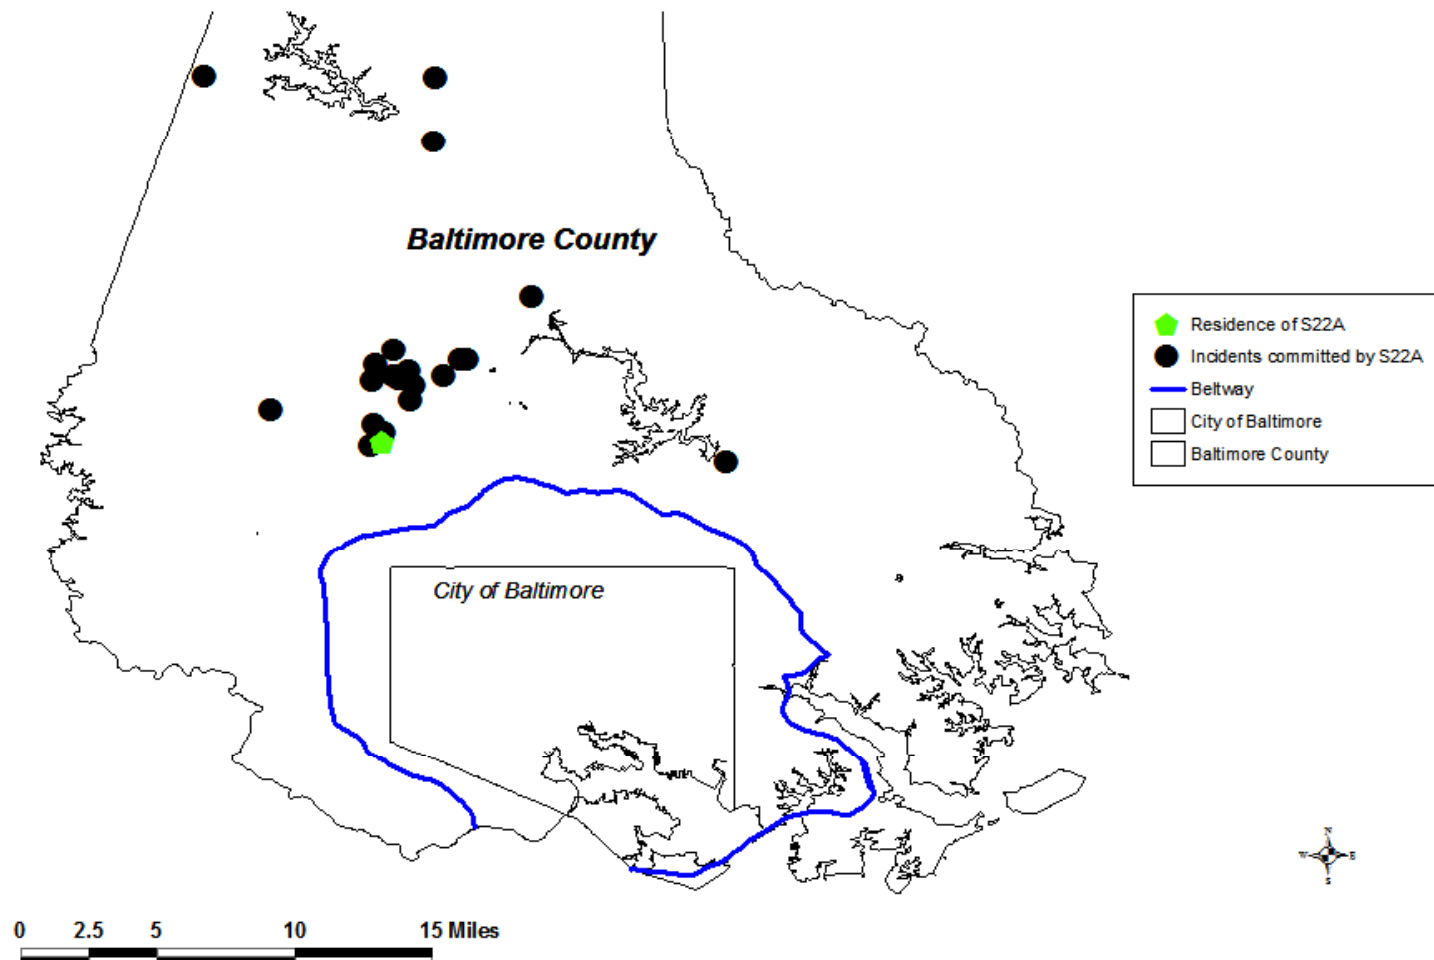 Baltimore County
Residence of S22A
Incidents committed by S22A
Beltway
City of Baltimore
Baltimore County
City of Baltimore
N
W E
S
0 2.5 5 10 15 Miles